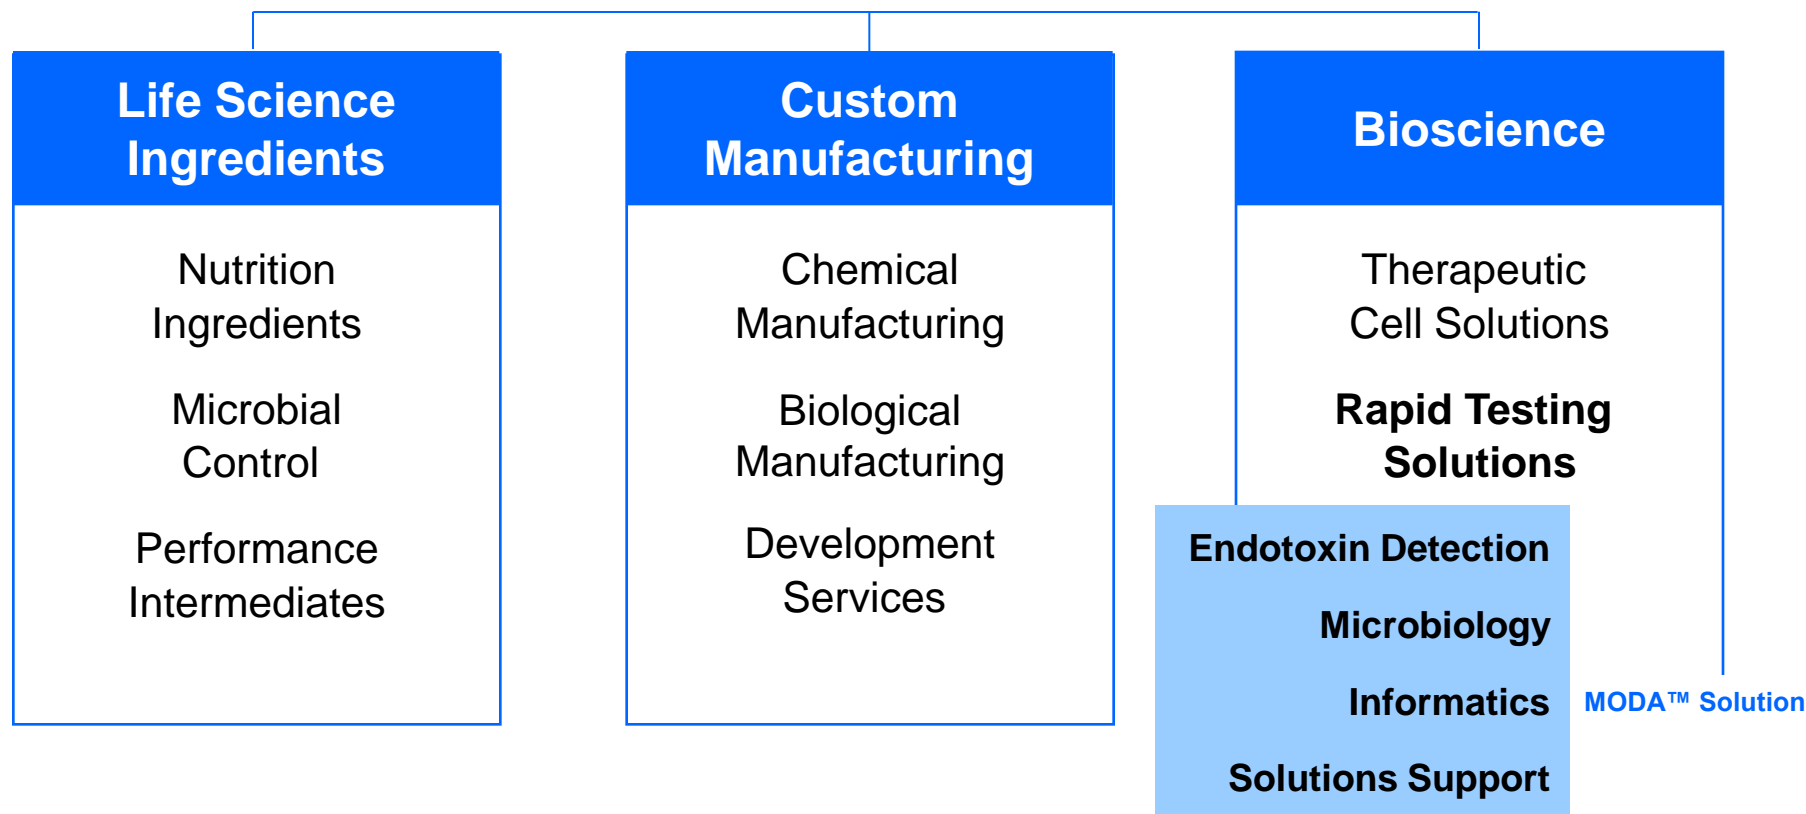 Life Science
Ingredients
Nutrition
Ingredients
Microbial
Control
Performance
Intermediates
Custom
Manufacturing
Chemical
Manufacturing
Biological
Manufacturing
Development
Services
Bioscience
Therapeutic
Cell Solutions
Rapid Testing
Solutions
Endotoxin Detection
Microbiology
Informatics
MODA™ Solution
Solutions Support